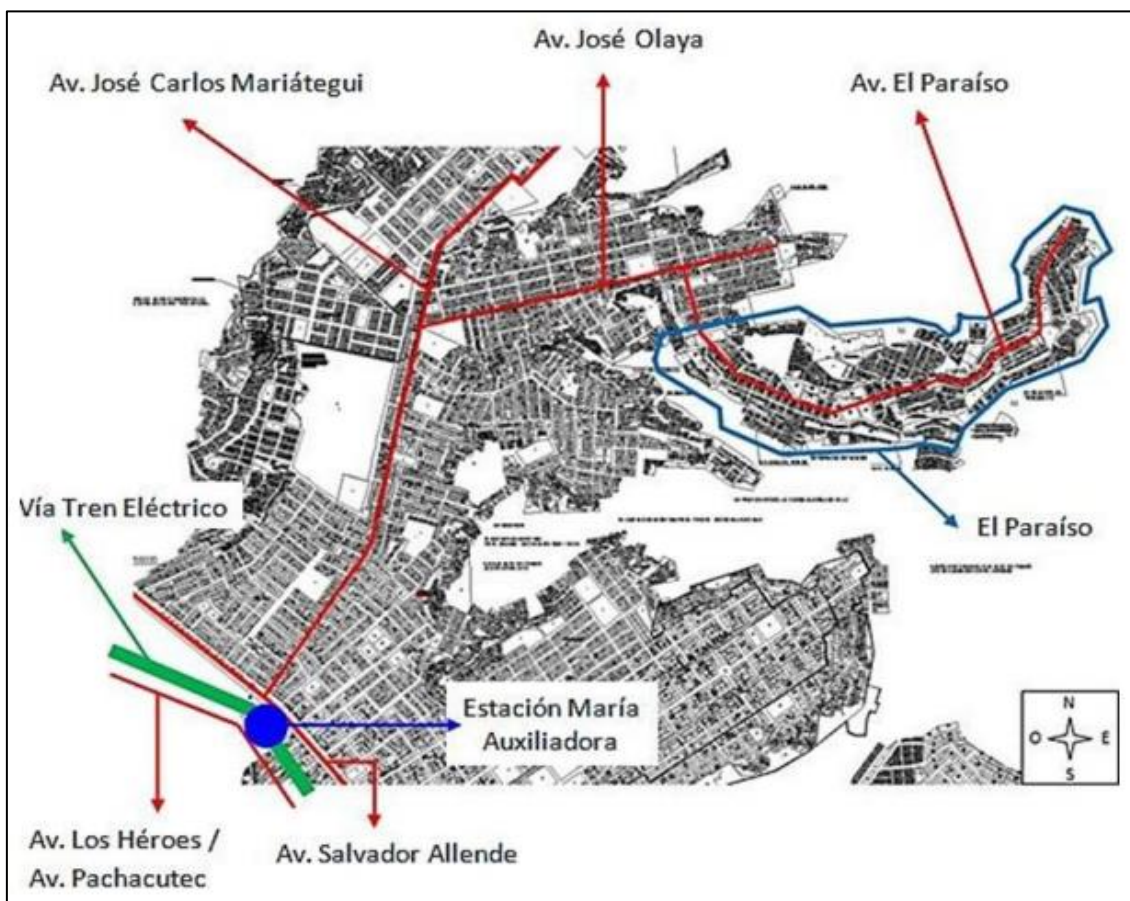 Av. José Olaya
Av. José Carlos Mariátegui
Av. El Paraíso
Vía Tren Eléctrico
El Paraíso
Estación María
Auxiliadora
N
O
E
S
Av. Los Héroes /
Av. Pachacutec
Av. Salvador Allende